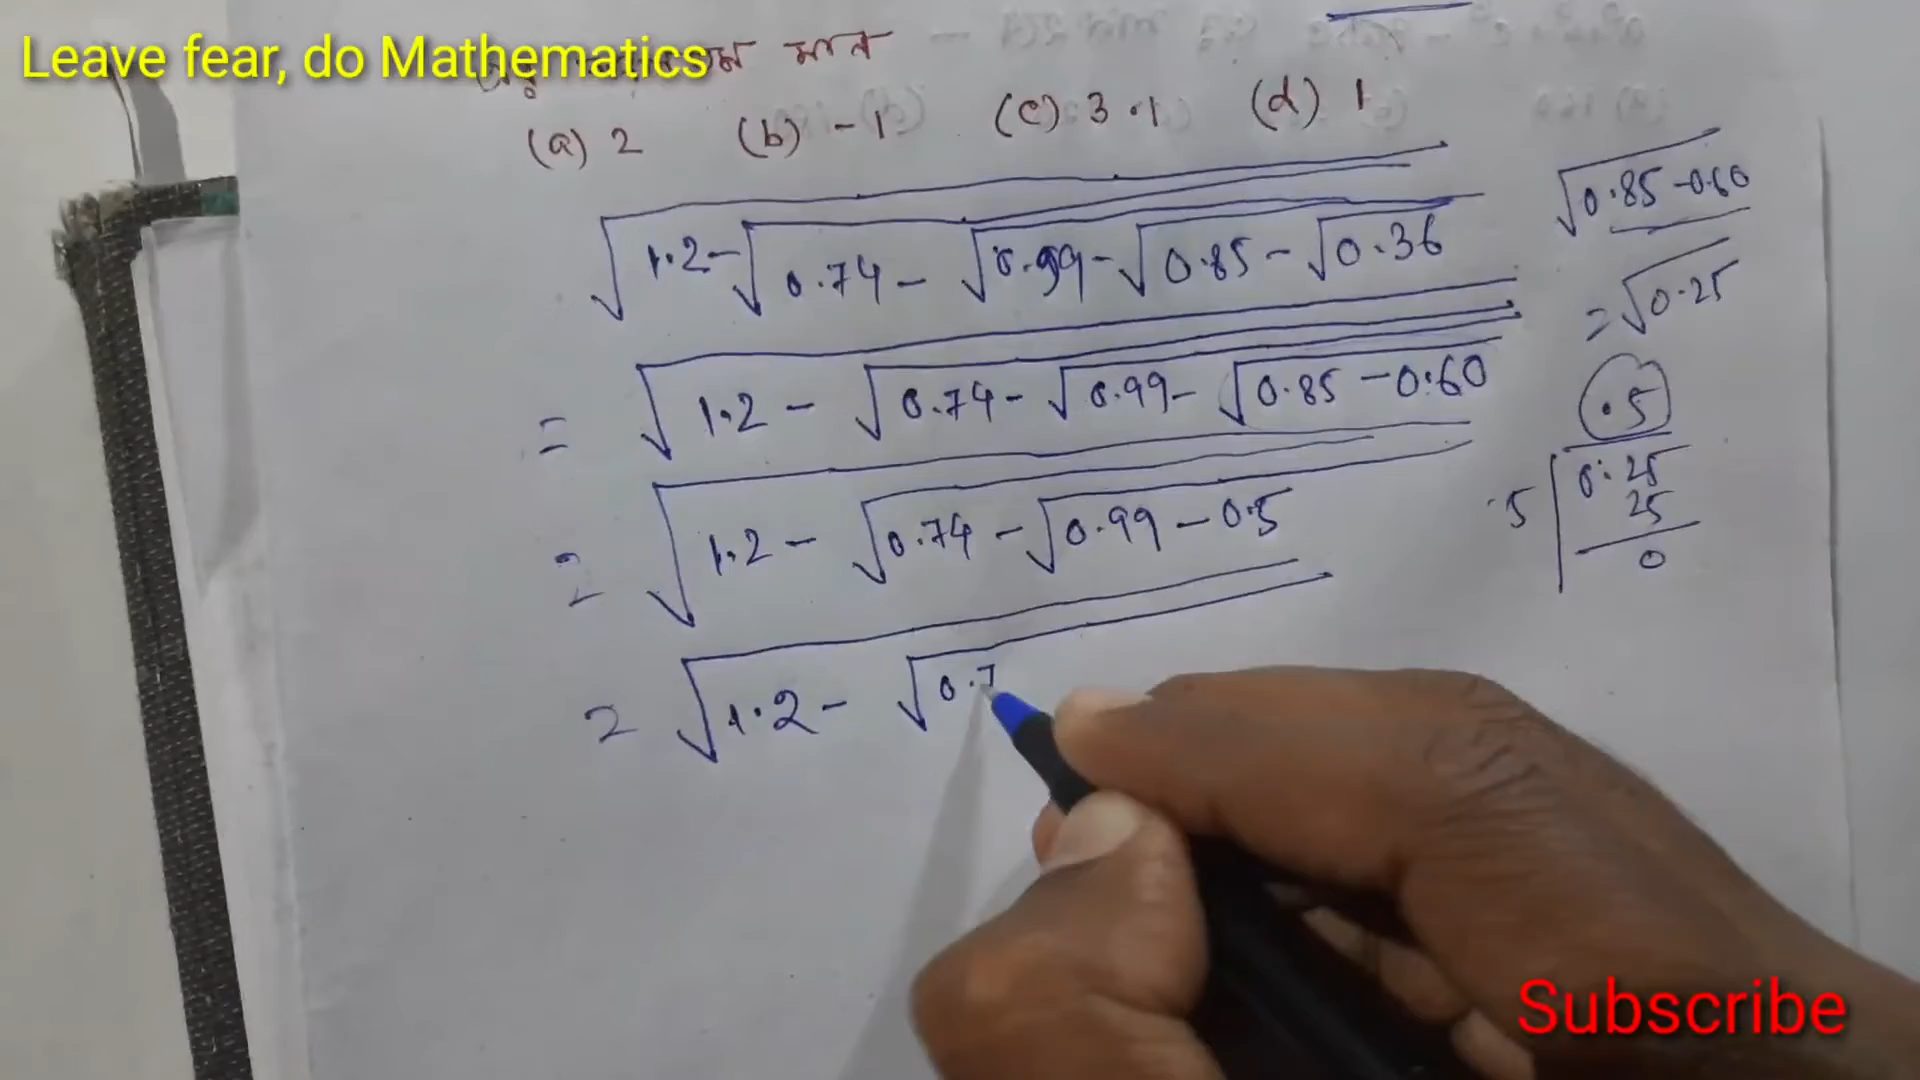 Leave fear, do Mathematics
মান
(a) 2 (b) -1 (c) 3.1 (d) 1
√1.2-√0.74-√0.99-√0.85-√0.36
= √1.2-√0.74-√0.99-√0.85-0.60
= √1.2-√0.74-√0.99-0.5
= √1.2-√0.7
√0.85-0.60
=√0.25
.5
.5 0.25
25
0
Subscribe